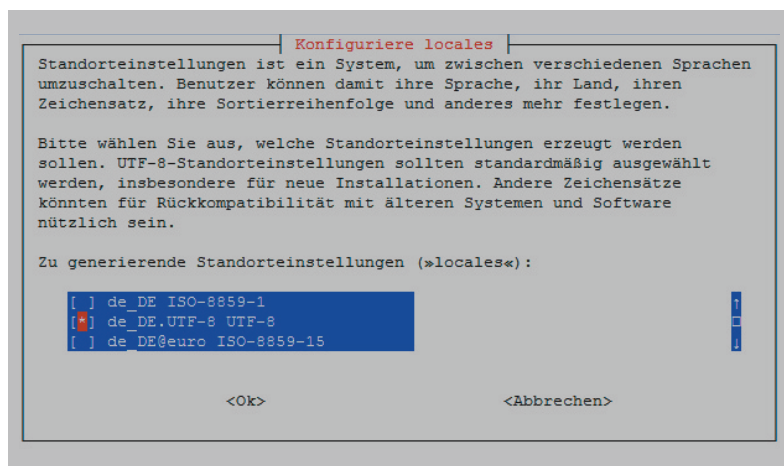 Konfiguriere locales
Standorteinstellungen ist ein System, um zwischen verschiedenen Sprachen
umzuschalten. Benutzer können damit ihre Sprache, ihr Land, ihren
Zeichensatz, ihre Sortierreihenfolge und anderes mehr festlegen.
Bitte wählen Sie aus, welche Standorteinstellungen erzeugt werden
sollen. UTF-8-Standorteinstellungen sollten standardmäßig ausgewählt
werden, insbesondere für neue Installationen. Andere Zeichensätze
könnten für Rückkompatibilität mit älteren Systemen und Software
nützlich sein.
Zu generierende Standorteinstellungen (»locales«):
[ ] de_DE ISO-8859-1
[*] de_DE.UTF-8 UTF-8
[ ] de_DE@euro ISO-8859-15
<Ok> <Abbrechen>